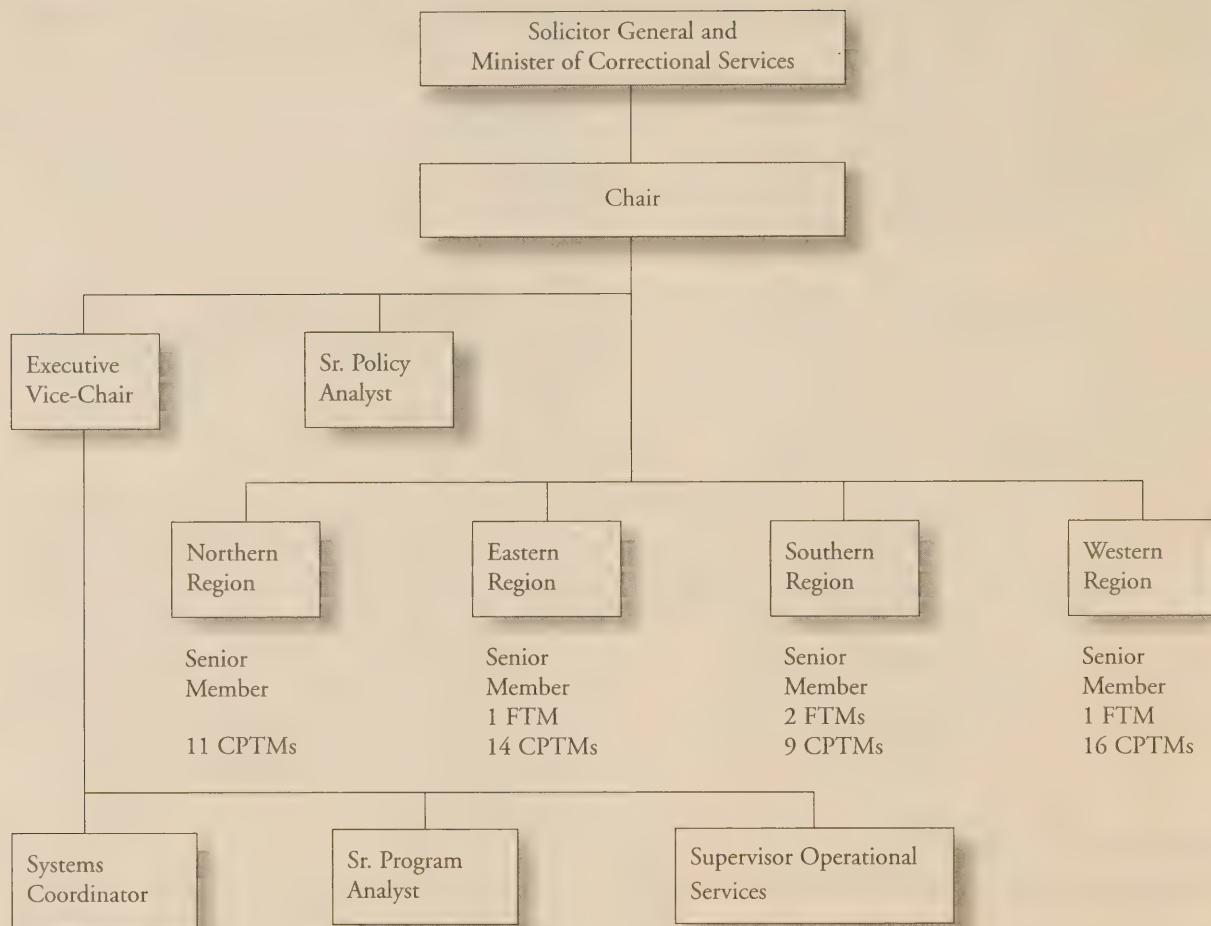 Solicitor General and
Minister of Correctional Services
Chair
Executive
Vice-Chair
Sr. Policy
Analyst
Northern
Region
Eastern
Region
Southern
Region
Western
Region
Senior
Member
11 CPTMs
Senior
Member
1 FTM
14 CPTMs
Senior
Member
2 FTMs
9 CPTMs
Senior
Member
1 FTM
16 CPTMs
Systems
Coordinator
Sr. Program
Analyst
Supervisor Operational
Services